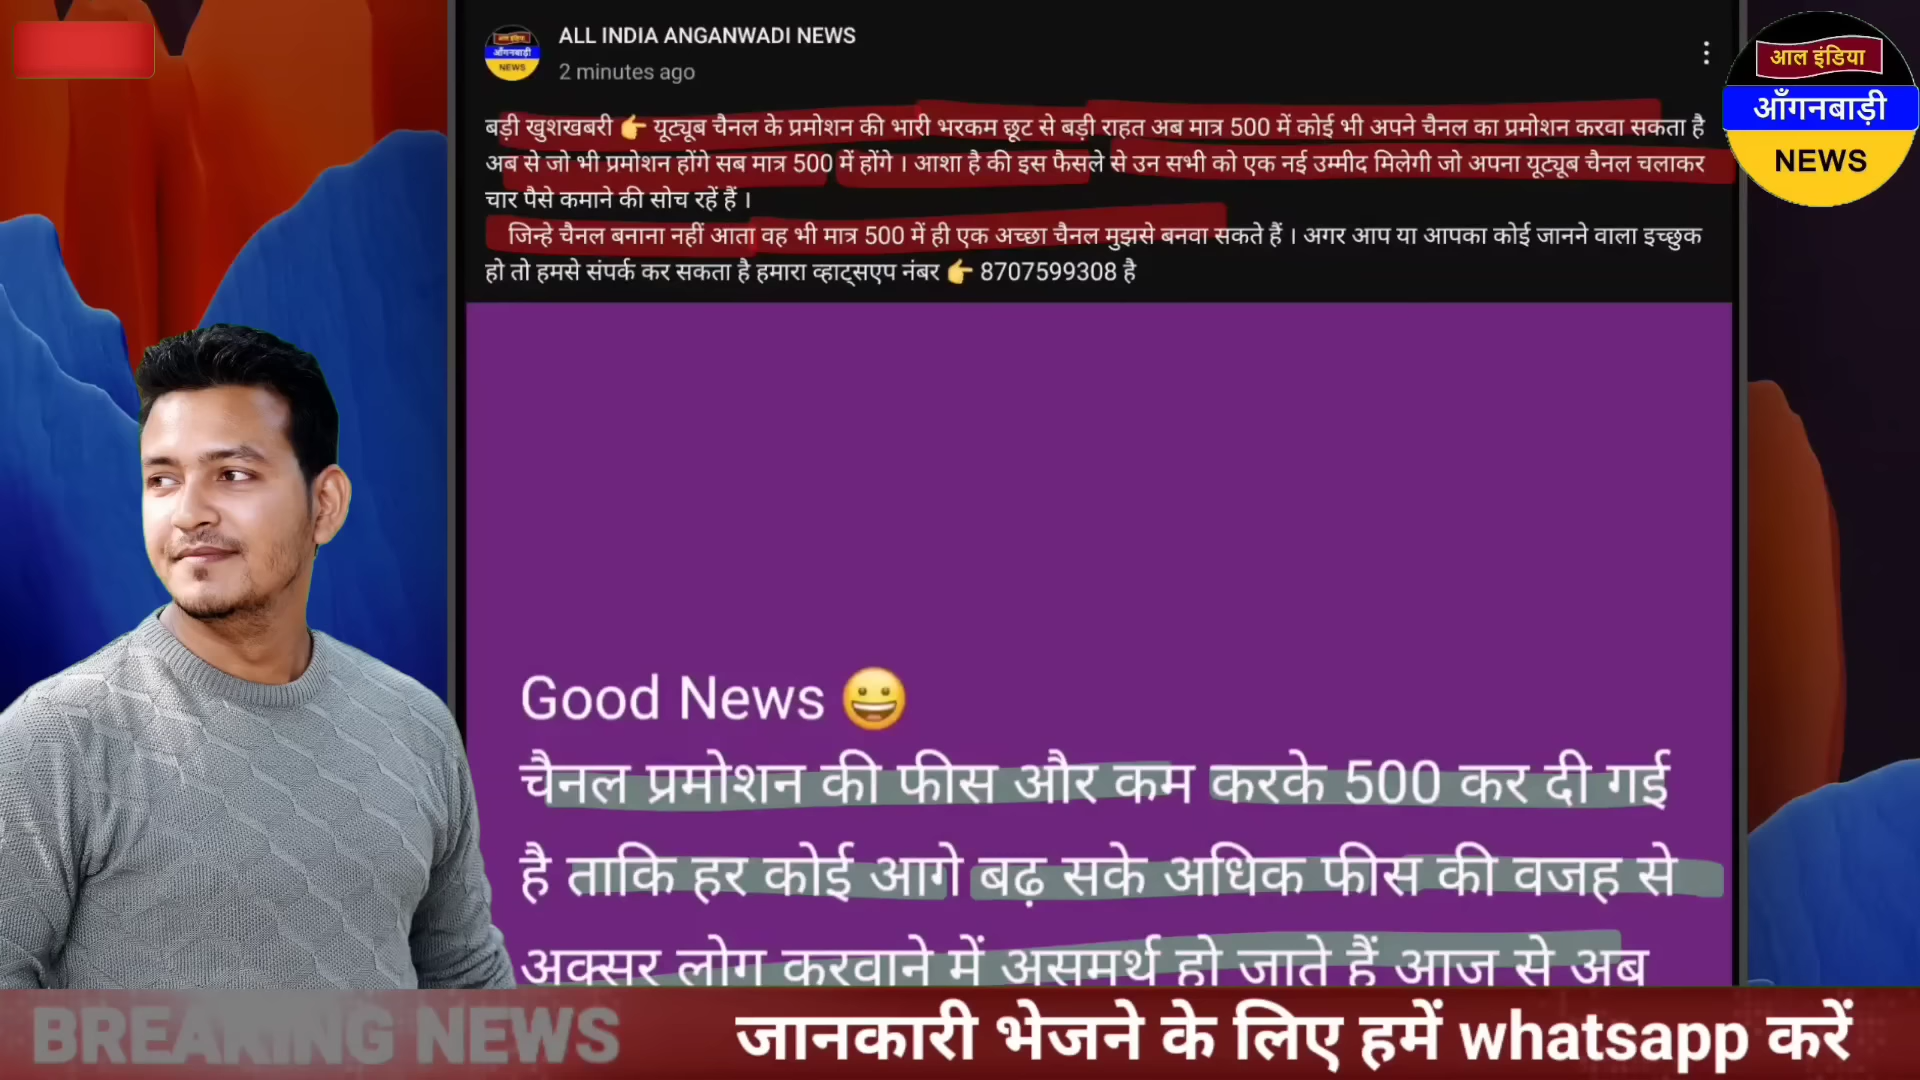 ALL INDIA ANGANWADI NEWS
2 minutes ago
आल इंडिया
आँगनबाड़ी
NEWS
आल इंडिया
आँगनबाड़ी
NEWS
बड़ी खुशखबरी 👉 यूट्यूब चैनल के प्रमोशन की भारी भरकम छूट से बड़ी राहत अब मात्र 500 में कोई भी अपने चैनल का प्रमोशन करवा सकता है
अब से जो भी प्रमोशन होंगे सब मात्र 500 में होंगे । आशा है की इस फैसले से उन सभी को एक नई उम्मीद मिलेगी जो अपना यूट्यूब चैनल चलाकर
चार पैसे कमाने की सोच रहें हैं ।
जिन्हे चैनल बनाना नहीं आता वह भी मात्र 500 में ही एक अच्छा चैनल मुझसे बनवा सकते हैं । अगर आप या आपका कोई जानने वाला इच्छुक
हो तो हमसे संपर्क कर सकता है हमारा व्हाट्सएप नंबर 👉 8707599308 है
Good News 😀
चैनल प्रमोशन की फीस और कम करके 500 कर दी गई
है ताकि हर कोई आगे बढ़ सके अधिक फीस की वजह से
अक्सर लोग करवाने में असमर्थ हो जाते हैं आज से अब
BREAKING NEWS
जानकारी भेजने के लिए हमें whatsapp करें